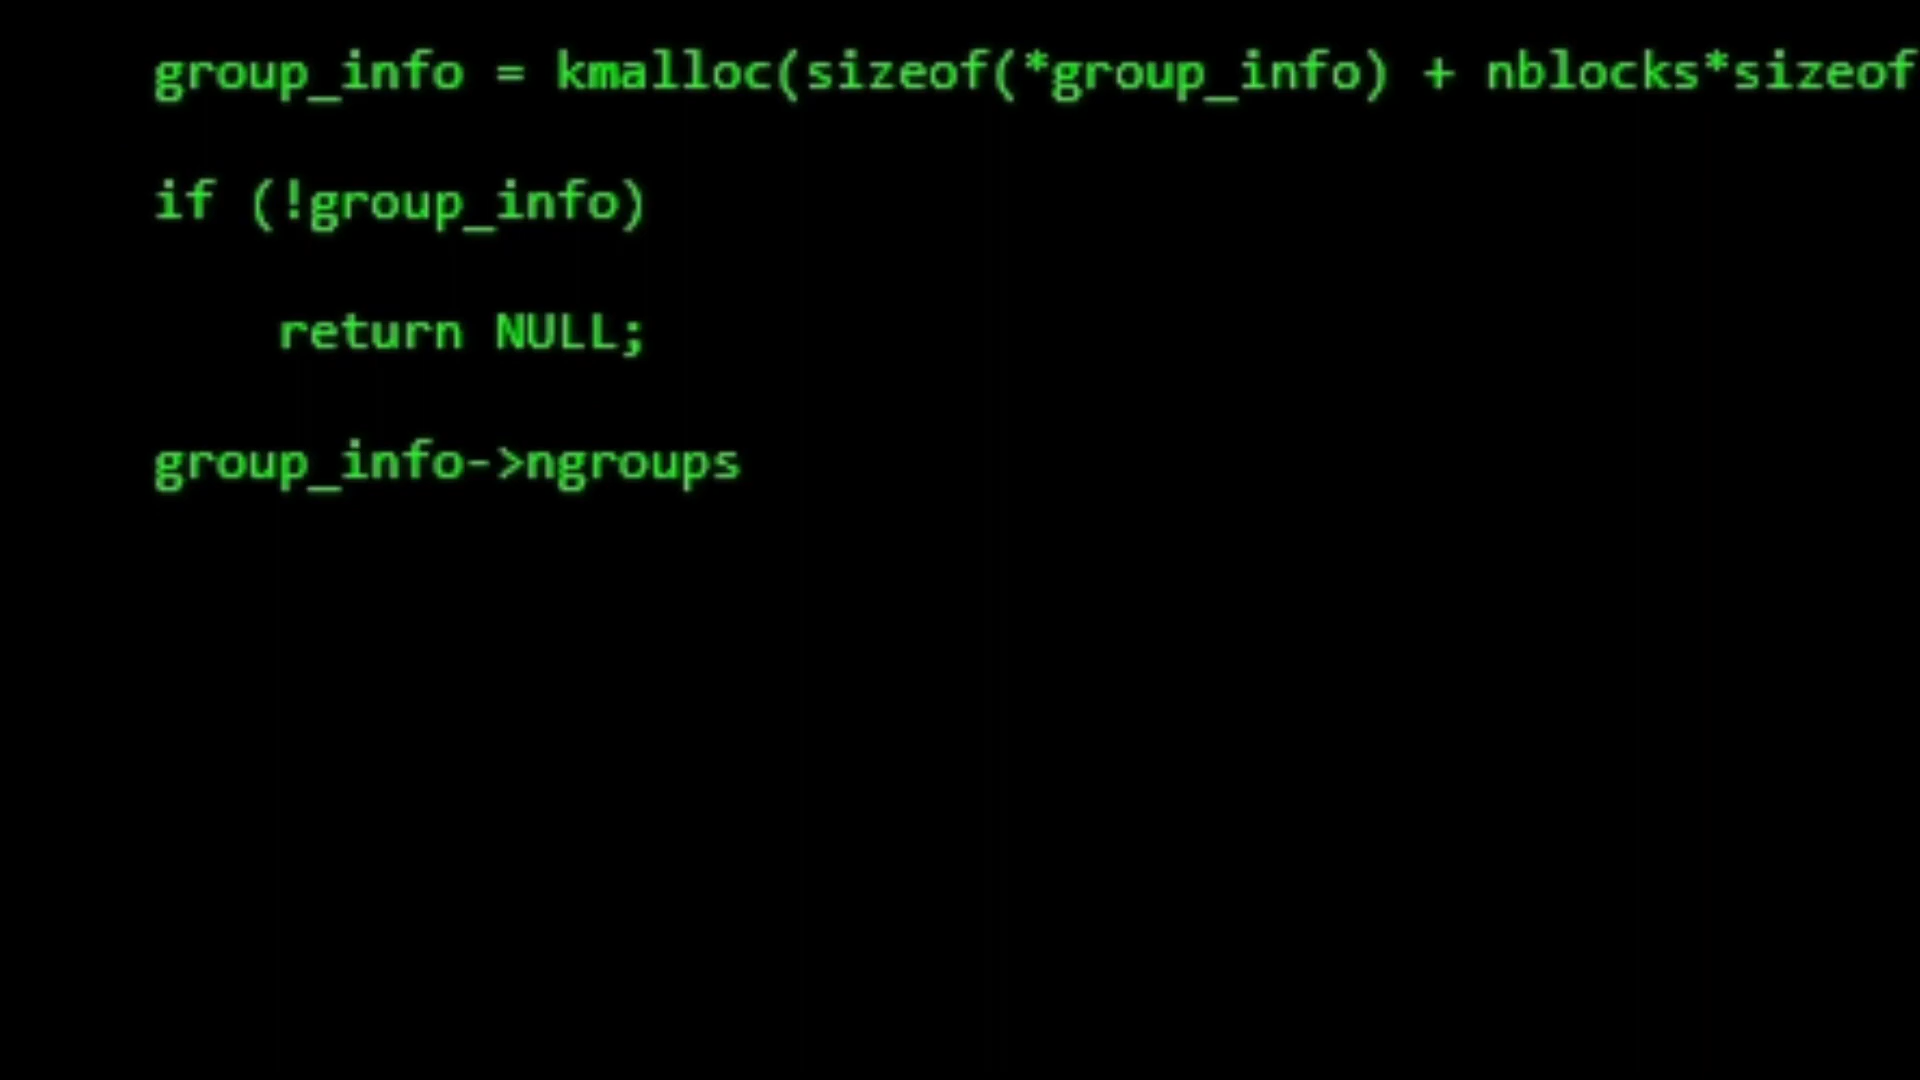 group_info = kmalloc(sizeof(*group_info) + nblocks*sizeof
if (!group_info)
return NULL;
group_info->ngroups